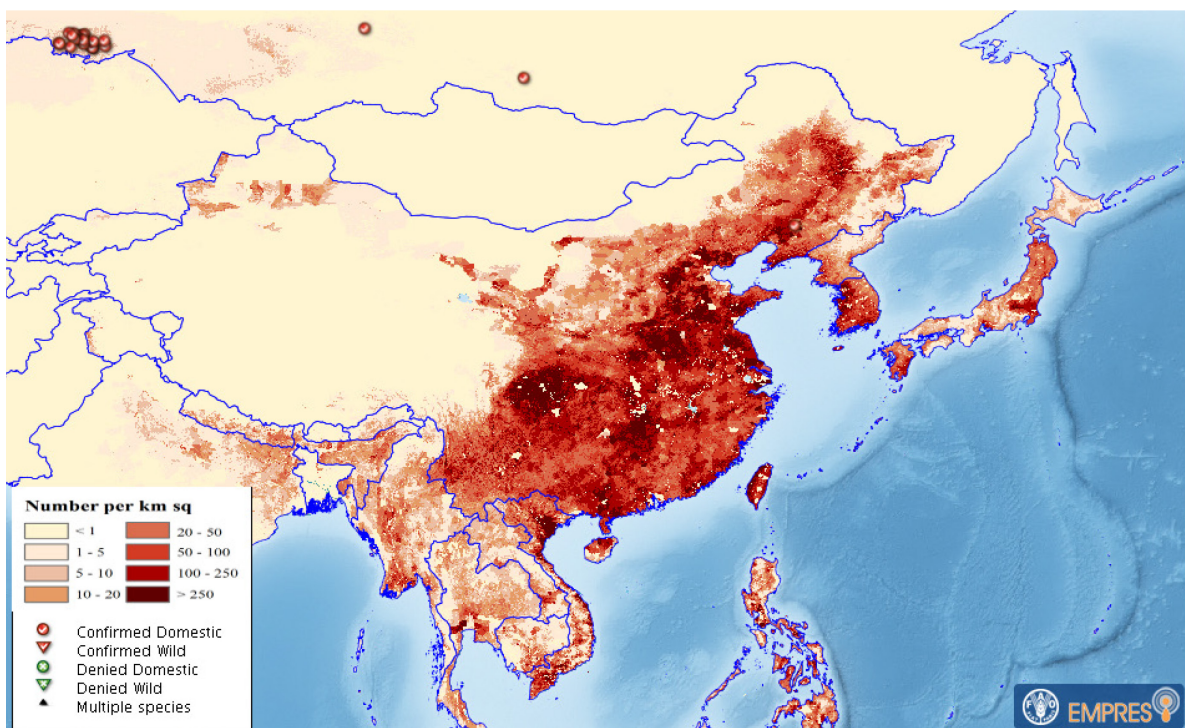 Number per km sq
< 1
20 - 50
1 - 5
50 - 100
5 - 10
100 - 250
10 - 20
> 250
Confirmed Domestic
Confirmed Wild
Denied Domestic
Denied Wild
Multiple species
FAO
EMPRES